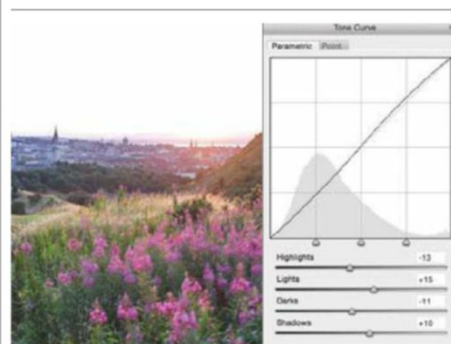 Tone Curve
Parametric Point
Highlights -13
Lights +15
Darks -11
Shadows +10